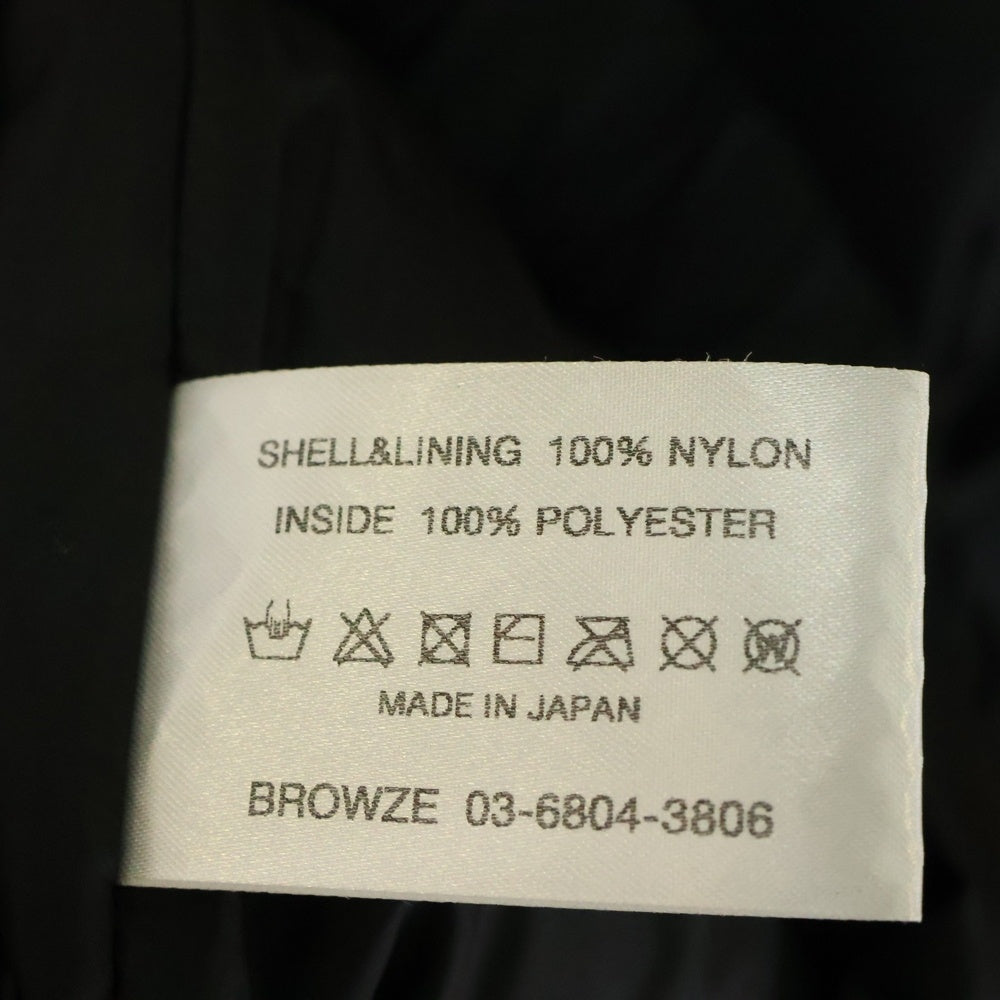 SHELL&LINING 100% NYLON
INSIDE 100% POLYESTER
W
MADE IN JAPAN
BROWZE 03-6804-3806